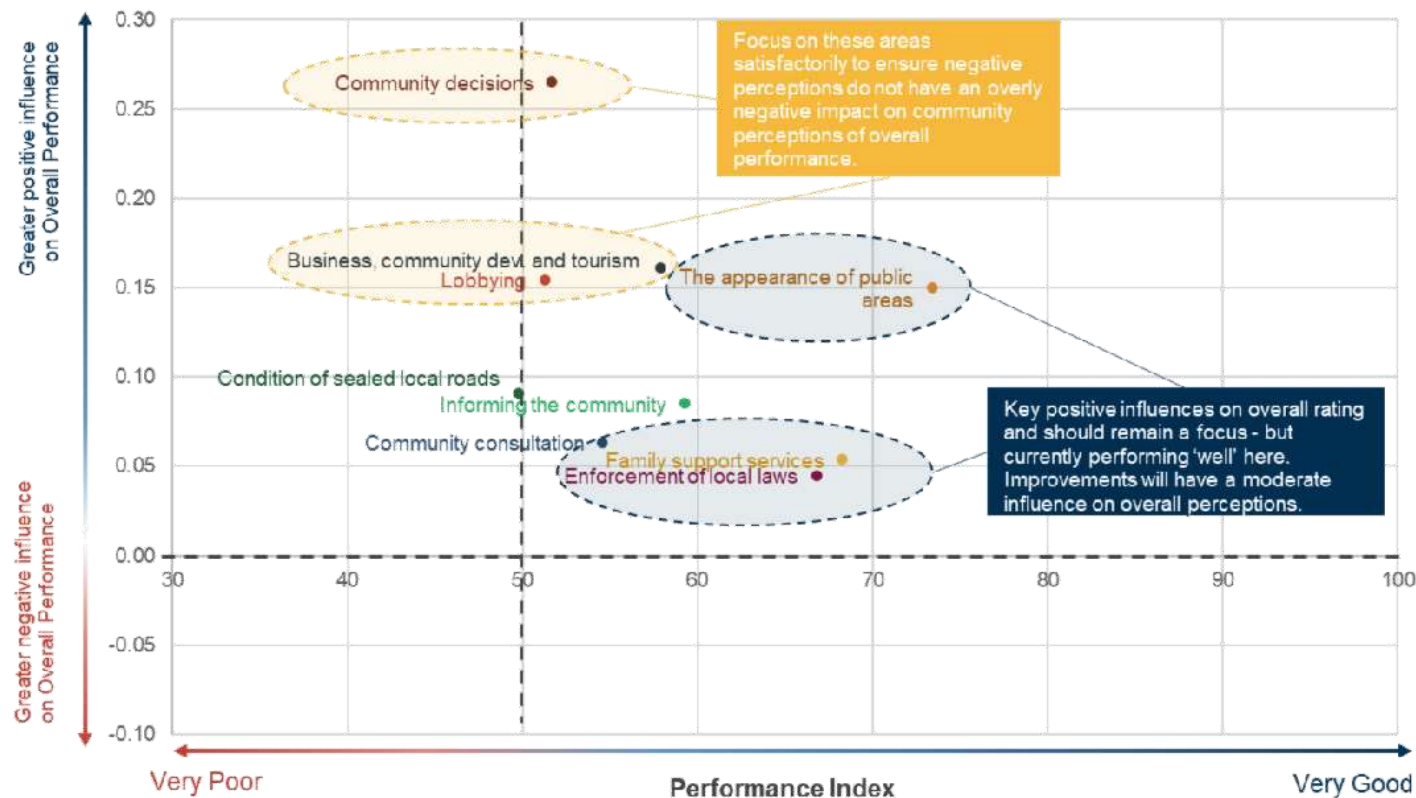 Greater positive influence
on Overall Performance
Greater negative influence
on Overall Performance
0.30
0.25
0.20
0.15
0.10
0.05
0.00
-0.05
-0.10
Community decisions
Focus on these areas
satisfactorily to ensure negative
perceptions do not have an overly
negative impact on community
perceptions of overall
performance.
Business, community devt. and tourism
Lobbying
The appearance of public
areas
Condition of sealed local roads
Informing the community
Community consultation
Family support services
Enforcement of local laws
Key positive influences on overall rating
and should remain a focus - but
currently performing ‘well’ here.
Improvements will have a moderate
influence on overall perceptions.
30
40
50
60
70
80
90
100
Very Poor
Performance Index
Very Good